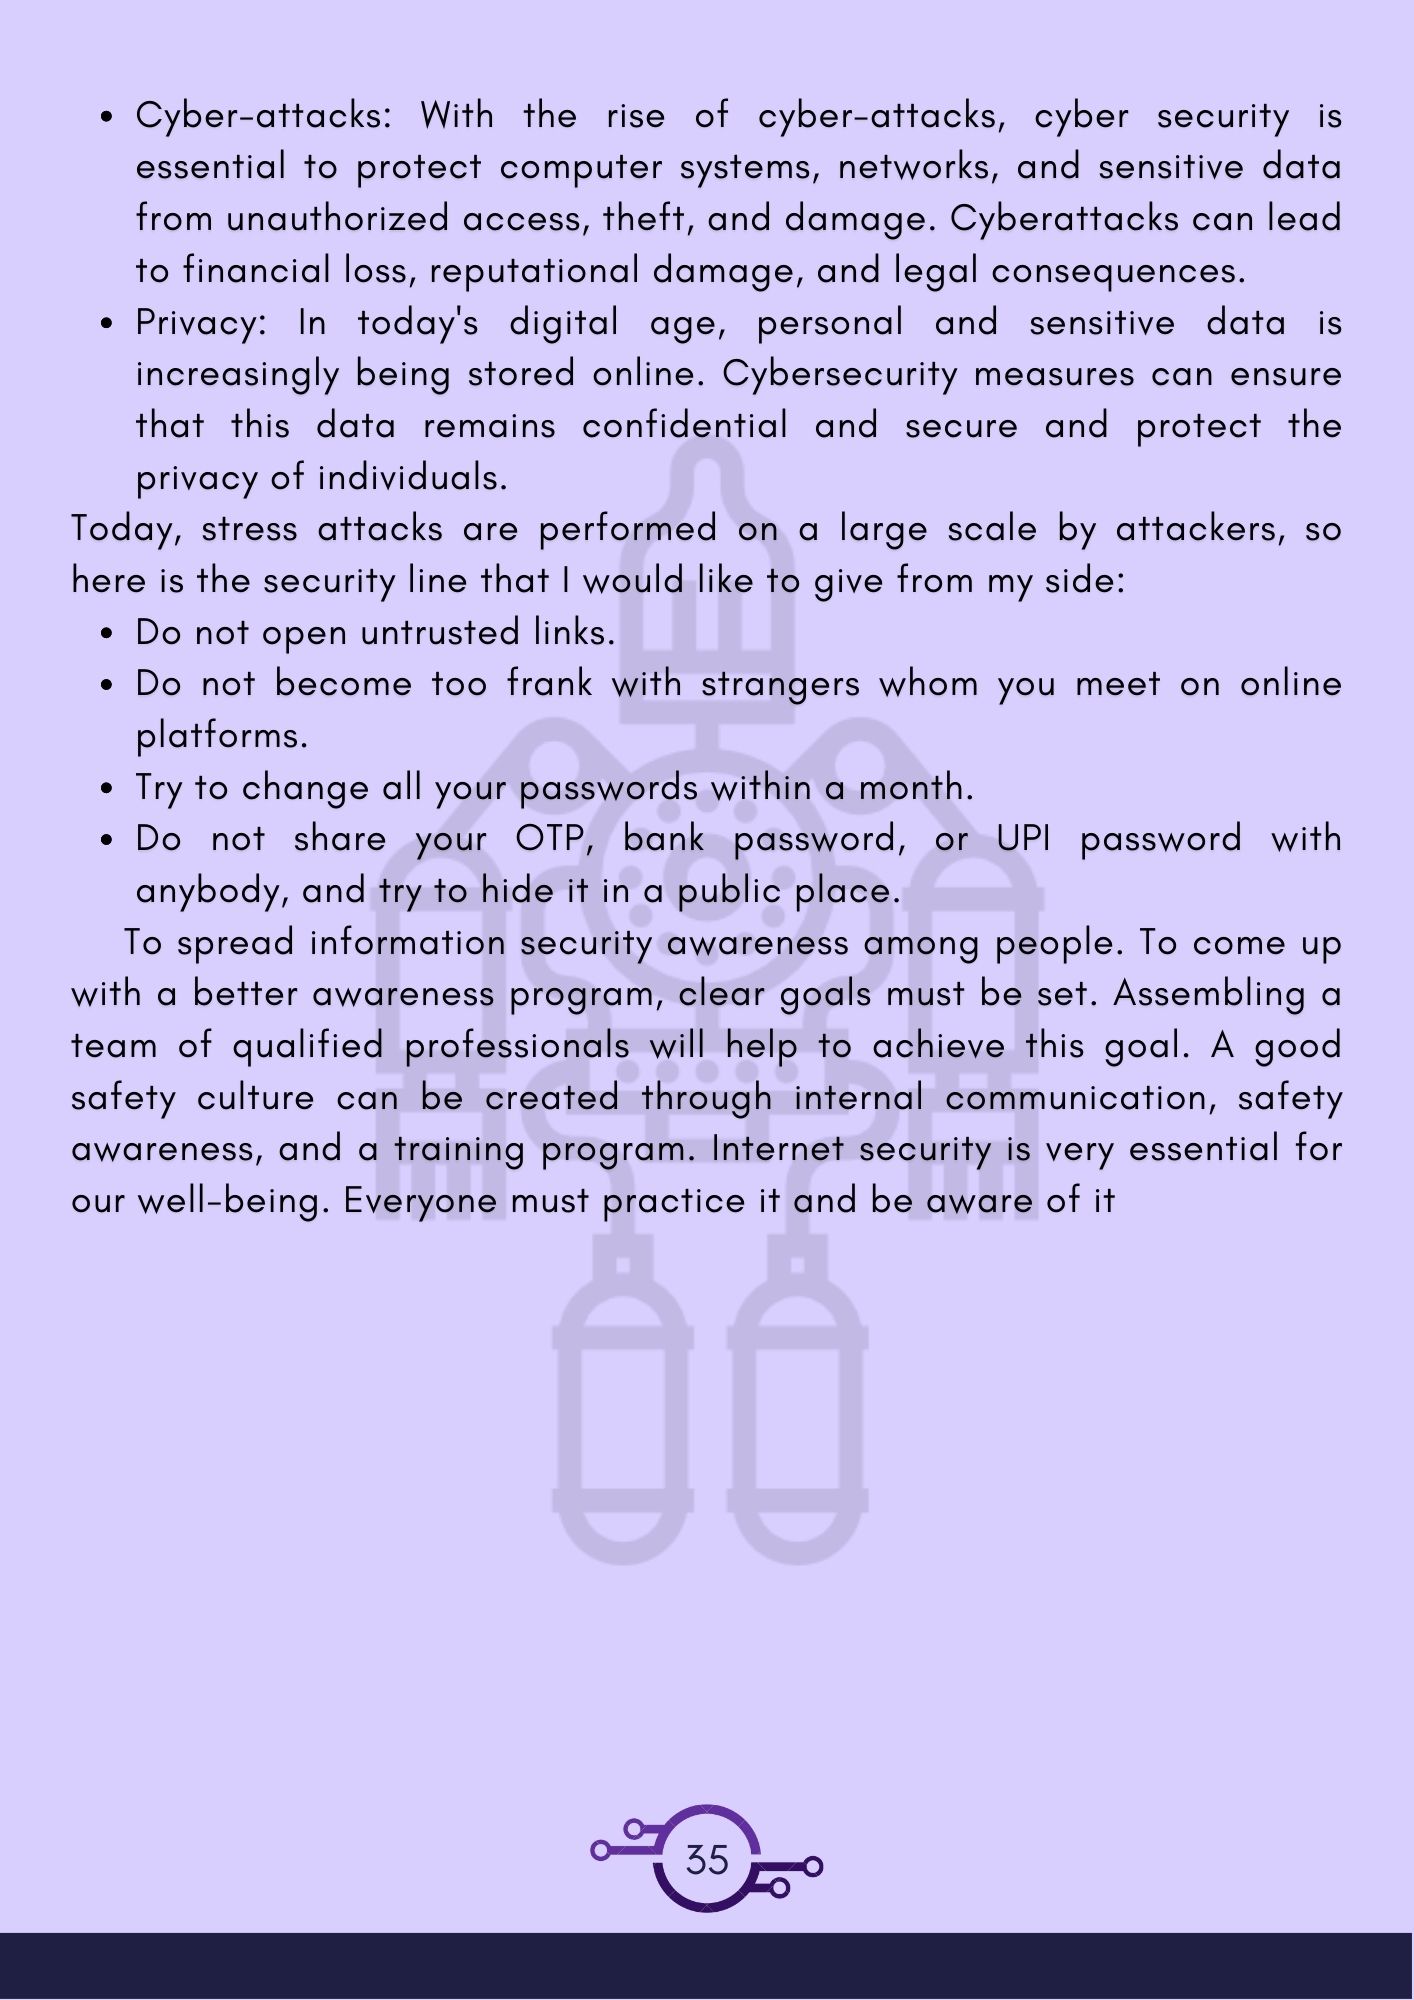 • Cyber-attacks: With the rise of cyber-attacks, cyber security is
essential to protect computer systems, networks, and sensitive data
from unauthorized access, theft, and damage. Cyberattacks can lead
to financial loss, reputational damage, and legal consequences.
• Privacy: In today's digital age, personal and sensitive data is
increasingly being stored online. Cybersecurity measures can ensure
that this data remains confidential and secure and protect the
privacy of individuals.
Today, stress attacks are performed on a large scale by attackers, so
here is the security line that I would like to give from my side:
• Do not open untrusted links.
• Do not become too frank with strangers whom you meet on online
platforms.
• Try to change all your passwords within a month.
• Do not share your OTP, bank password, or UPI password with
anybody, and try to hide it in a public place.
To spread information security awareness among people. To come up
with a better awareness program, clear goals must be set. Assembling a
team of qualified professionals will help to achieve this goal. A good
safety culture can be created through internal communication, safety
awareness, and a training program. Internet security is very essential for
our well-being. Everyone must practice it and be aware of it
35